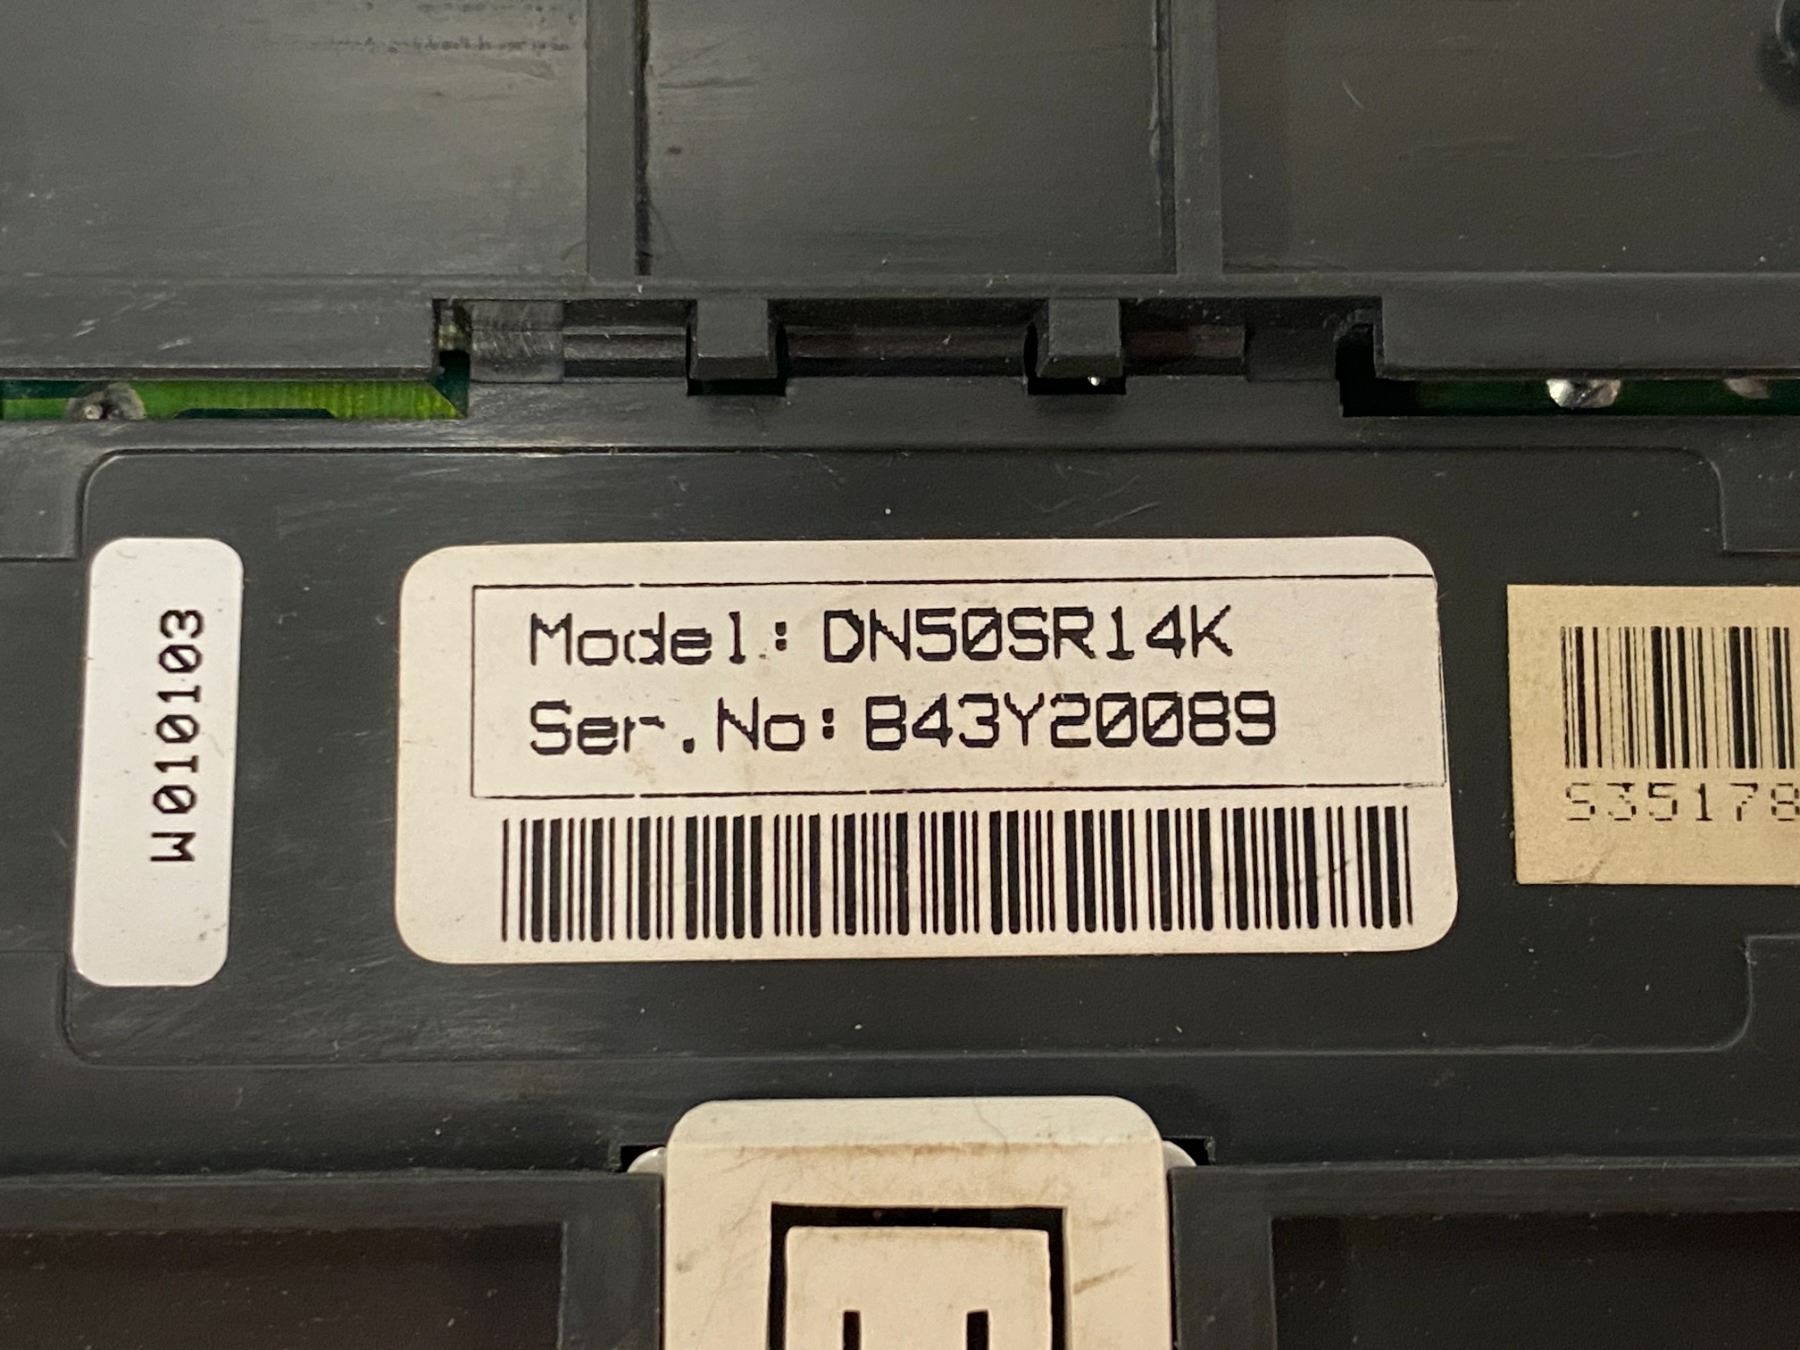 W010103
Model: DN50SR14K
Ser.No: B43Y20089
S35178